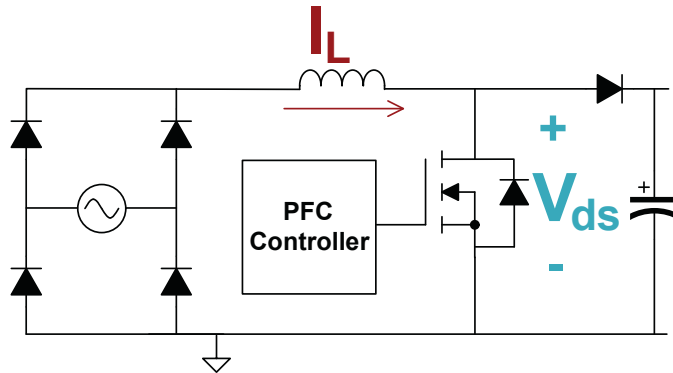 IL
+
PFC
Controller
Vds
+
-